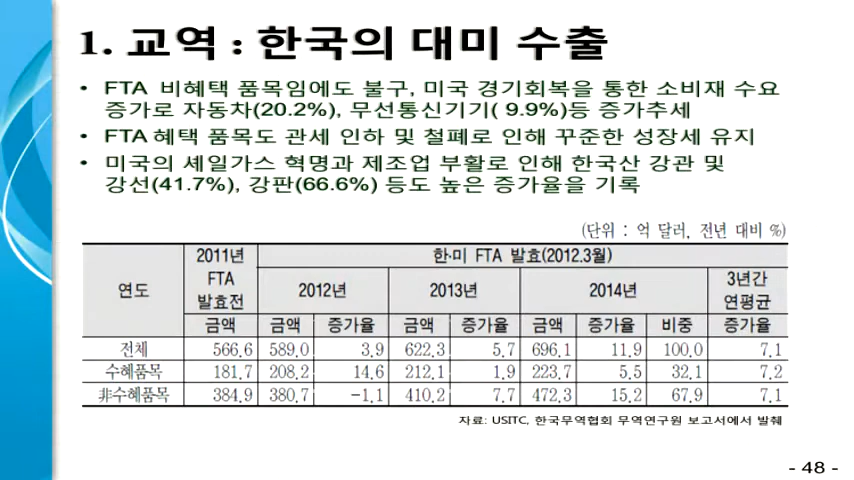 1. 교역 : 한국의 대미 수출
• FTA 비혜택 품목임에도 불구, 미국 경기회복을 통한 소비재 수요
증가로 자동차(20.2%), 무선통신기기( 9.9%)등 증가추세
• FTA 혜택 품목도 관세 인하 및 철폐로 인해 꾸준한 성장세 유지
• 미국의 셰일가스 혁명과 제조업 부활로 인해 한국산 강관 및
강선(41.7%), 강판(66.6%) 등도 높은 증가율을 기록
(단위 : 억 달러, 전년 대비 %)
연도 2011년 FTA 발효전 한·미 FTA 발효(2012.3월)
2012년 2013년 2014년 3년간 연평균
금액 금액 증가율 금액 증가율 금액 증가율 비중 증가율
전체 566.6 589.0 3.9 622.3 5.7 696.1 11.9 100.0 7.1
수혜품목 181.7 208.2 14.6 212.1 1.9 223.7 5.5 32.1 7.2
非수혜품목 384.9 380.7 -1.1 410.2 7.7 472.3 15.2 67.9 7.1
자료: USITC, 한국무역협회 무역연구원 보고서에서 발췌
- 48 -